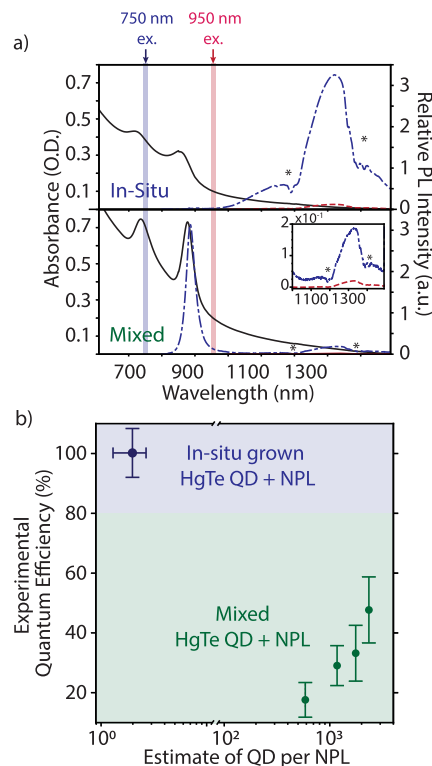 a)
750 nm
ex.
950 nm
ex.
0.7
0.5
0.3
0.1
In-Situ
3
2
1
0
*
*
0.7
0.5
0.3
0.1
Mixed
3
2
1
0
*
*
2 x10⁻¹
1
0
1100 1300
*
*
Absorbance (O.D.)
Relative PL Intensity (a.u.)
700 900 1100 1300
Wavelength (nm)
b)
100
80
60
40
20
In-situ grown
HgTe QD + NPL
Mixed
HgTe QD + NPL
Experimental
Quantum Efficiency (%)
10⁰ 10¹ 10² 10³
Estimate of QD per NPL